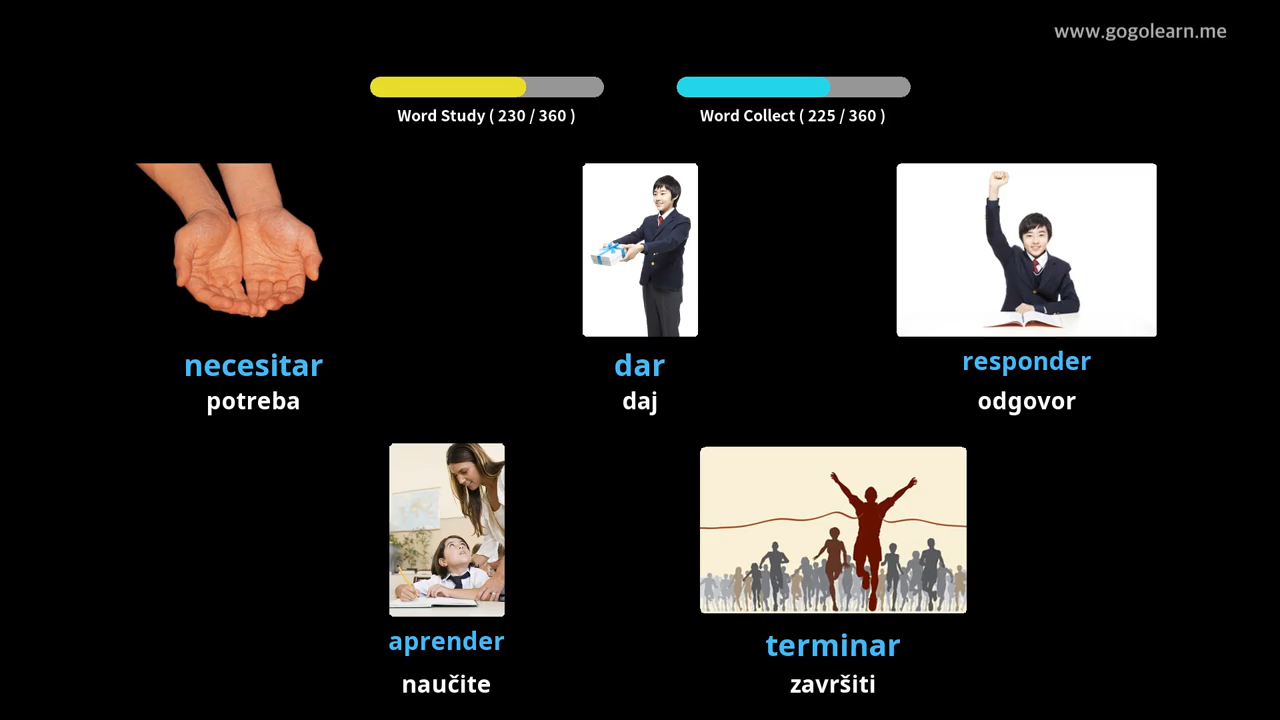 www.gogolearn.me
Word Study ( 230 / 360 )
Word Collect ( 225 / 360 )
necesitar
potreba
dar
daj
responder
odgovor
aprender
naučite
terminar
završiti